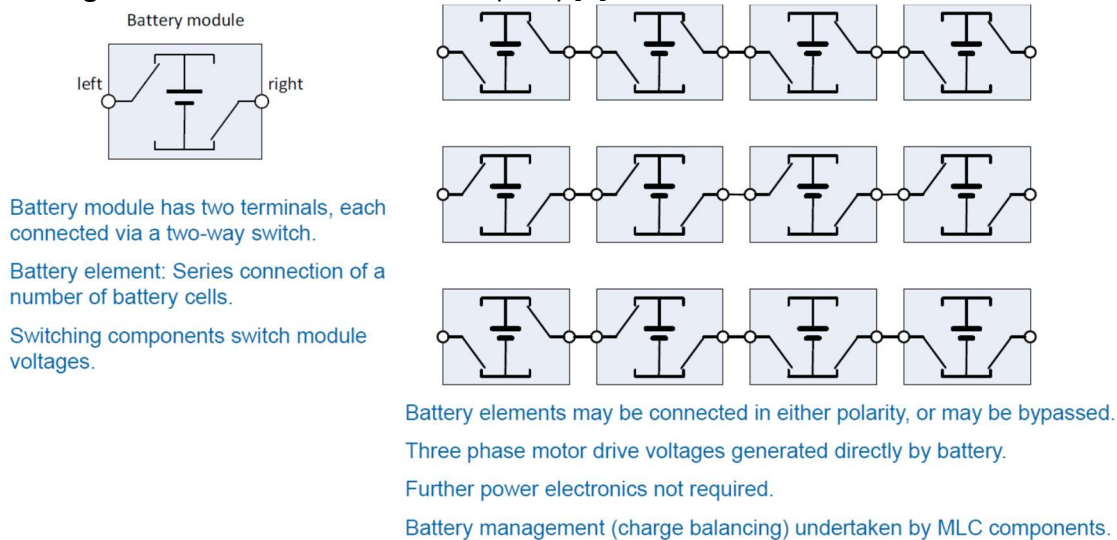 Battery module
left
right
Battery module has two terminals, each
connected via a two-way switch.
Battery element: Series connection of a
number of battery cells.
Switching components switch module
voltages.
Battery elements may be connected in either polarity, or may be bypassed.
Three phase motor drive voltages generated directly by battery.
Further power electronics not required.
Battery management (charge balancing) undertaken by MLC components.